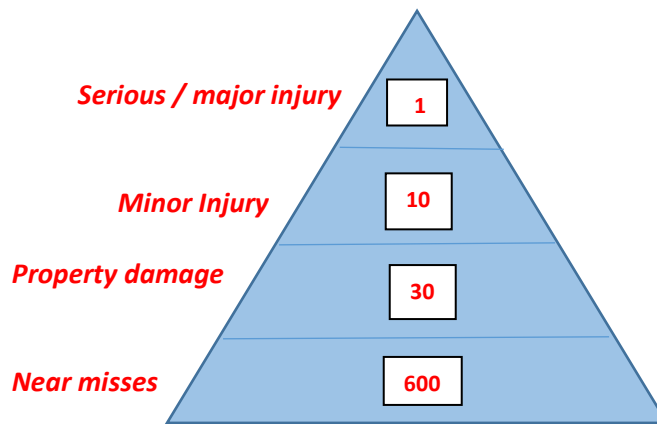 Serious / major injury
1
Minor Injury
10
Property damage
30
Near misses
600